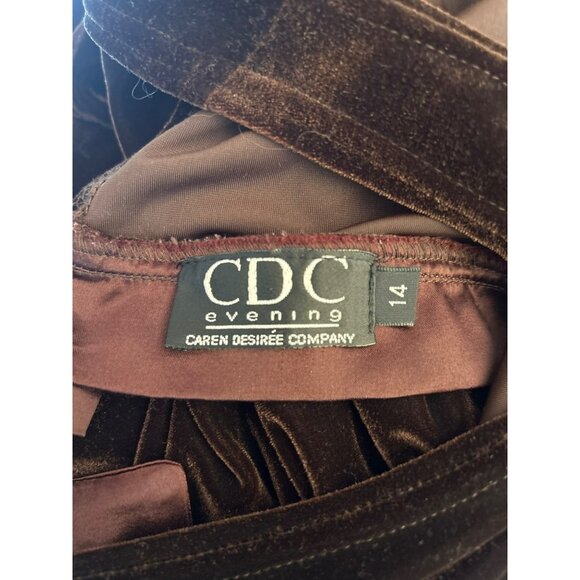 CDC
evening
CAREN DESIRÉE COMPANY
14